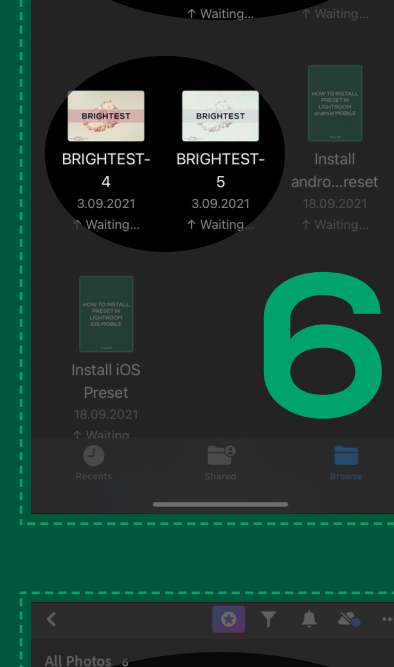 ↑ Waiting... ↑ Waiting...
BRIGHTEST BRIGHTEST HOW TO INSTALL
PRESET IN
LIGHTROOM
android MOBILE
BRIGHTEST- BRIGHTEST- Install
4 5 andro...reset
3.09.2021 3.09.2021 18.09.2021
↑ Waiting... ↑ Waiting... ↑ Waiting...
HOW TO INSTALL
PRESET IN
LIGHTROOM
iOS MOBILE
6
Install iOS
Preset
18.09.2021
↑ Waiting
Recents Shared Browse
All Photos 6